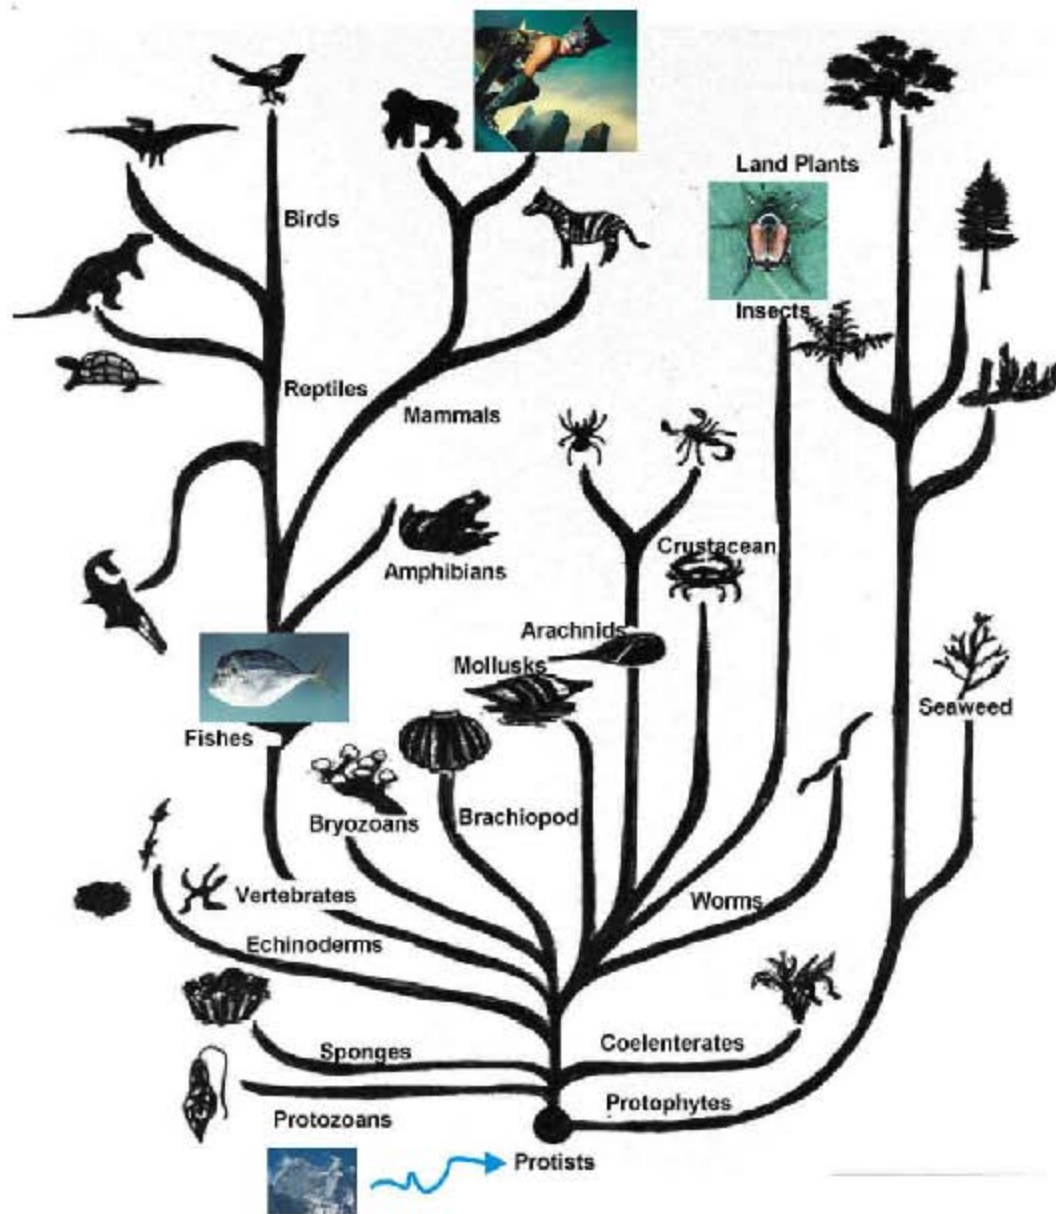 Land Plants
Birds
Insects
Reptiles
Mammals
Crustacean
Amphibians
Arachnids
Mollusks
Seaweed
Fishes
Brachiopod
Bryozoans
Vertebrates
Worms
Echinoderms
Coelenterates
Sponges
Protophytes
Protozoans
Protists